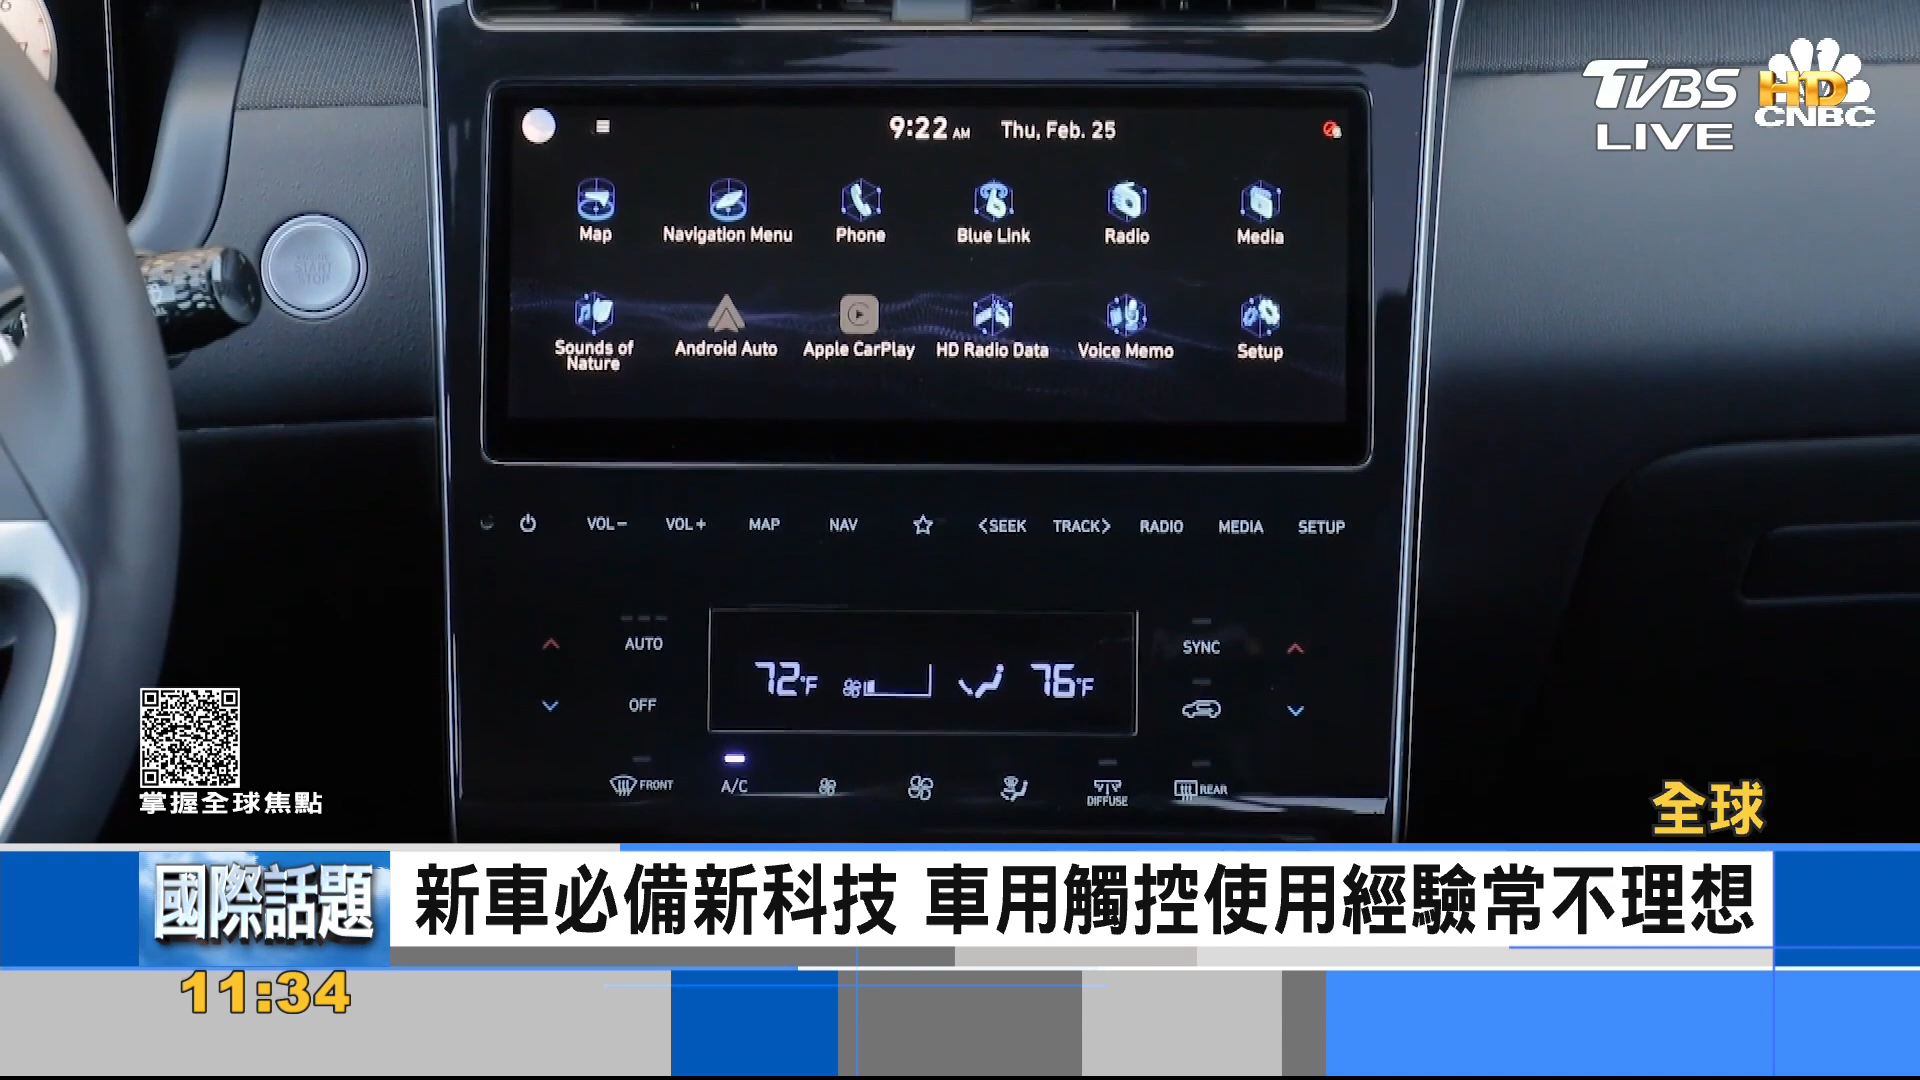 TVBS HD
LIVE
CNBC
9:22 AM Thu, Feb. 25
Map Navigation Menu Phone Blue Link Radio Media
Sounds of Nature Android Auto Apple CarPlay HD Radio Data Voice Memo Setup
START
STOP
VOL− VOL+ MAP NAV ☆ <SEEK TRACK> RADIO MEDIA SETUP
AUTO SYNC
72°F 76°F
OFF
FRONT A/C DIFFUSE REAR
掌握全球焦點
全球
國際話題 新車必備新科技 車用觸控使用經驗常不理想
11:34